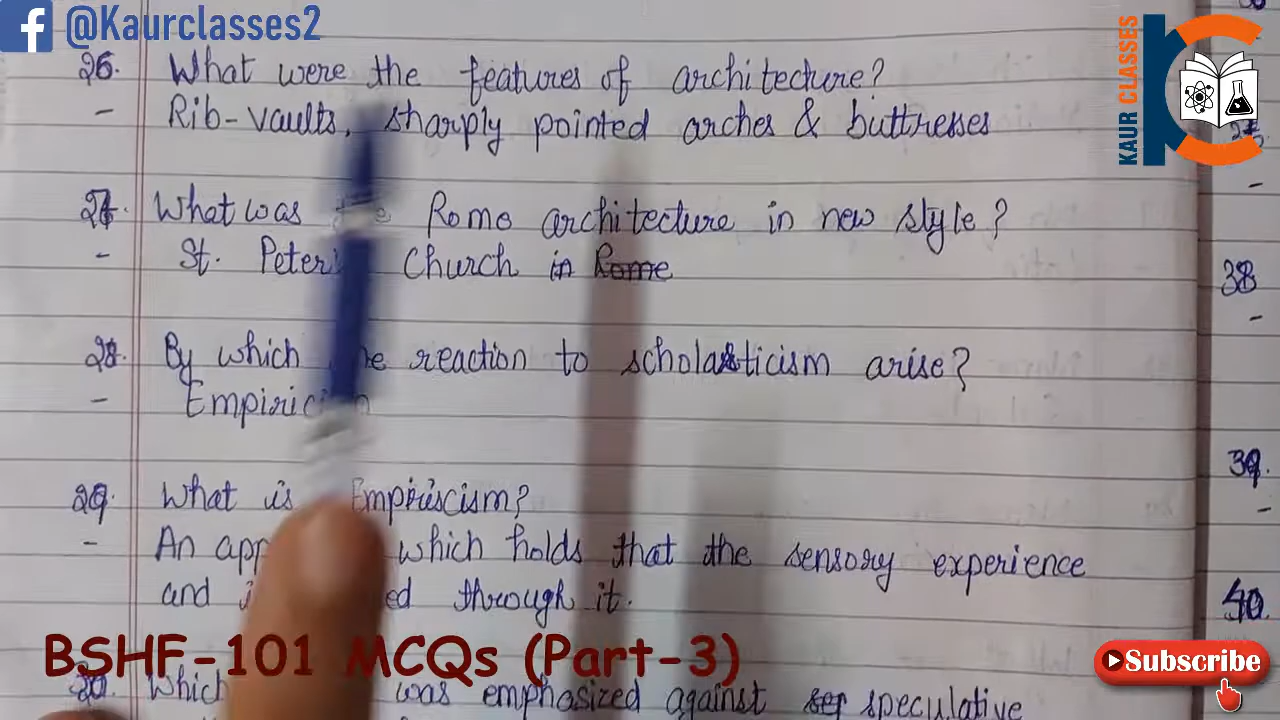 @Kaurclasses2
KAUR CLASSES
26. What were the features of architecture?
- Rib-vaults, sharply pointed arches & buttresses
27. What was Rome architecture in new style?
- St. Peter Church in Rome
28. By which reaction to scholasticism arise?
- Empiricism
29. What is Empiriscism?
- An which holds that the sensory experience
and through it.
Which was emphasized against speculative
38
-
39.
-
40.
BSHF-101 MCQs (Part-3)
Subscribe